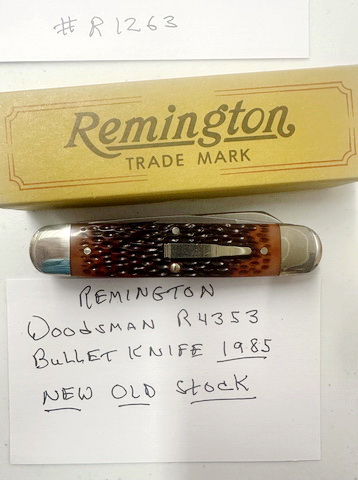 # R1263
Remington
TRADE MARK
REMINGTON
WOODSMAN R4353
BULLET KNIFE 1985
NEW OLD STOCK